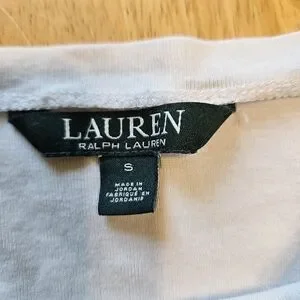 LAUREN
RALPH LAUREN
S
MADE IN
JORDAN
FABRIQUÉ EN
JORDANIE